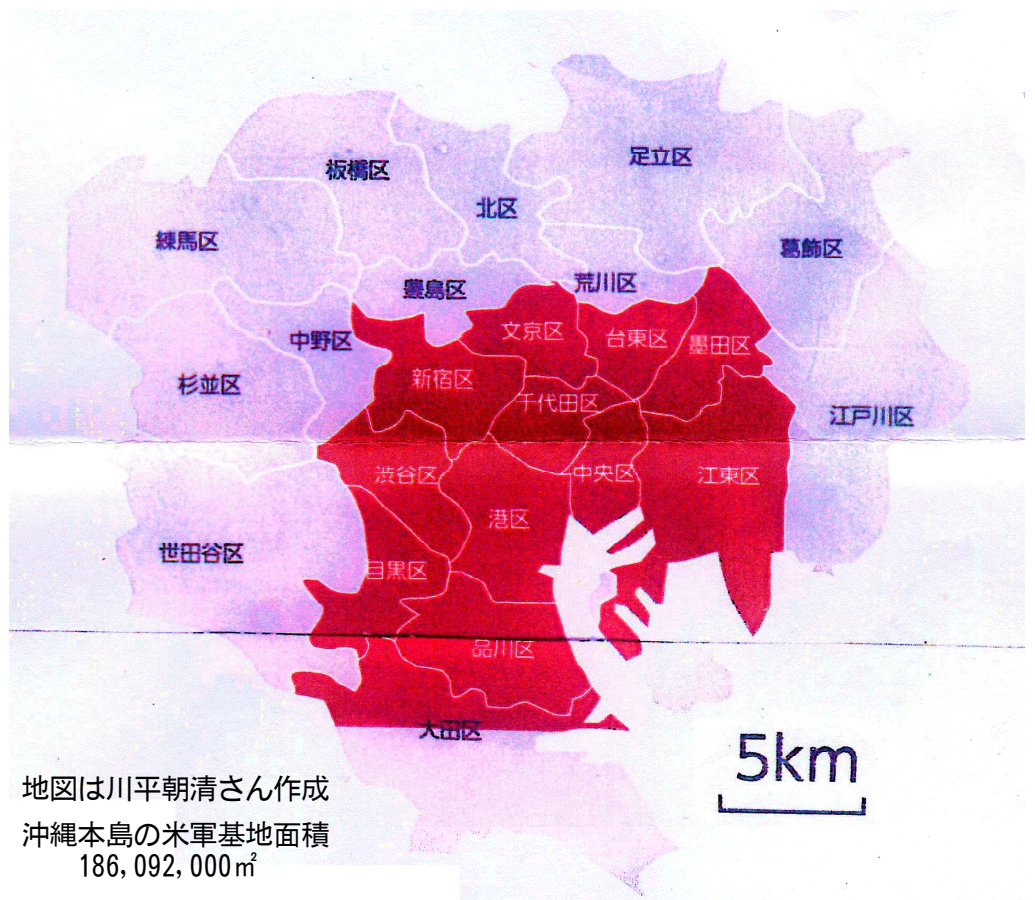 足立区
板橋区
北区
練馬区
葛飾区
荒川区
豊島区
文京区
台東区
中野区
墨田区
新宿区
杉並区
千代田区
江戸川区
渋谷区
中央区
江東区
港区
世田谷区
目黒区
品川区
大田区
5km
地図は川平朝清さん作成
沖縄本島の米軍基地面積
186,092,000㎡